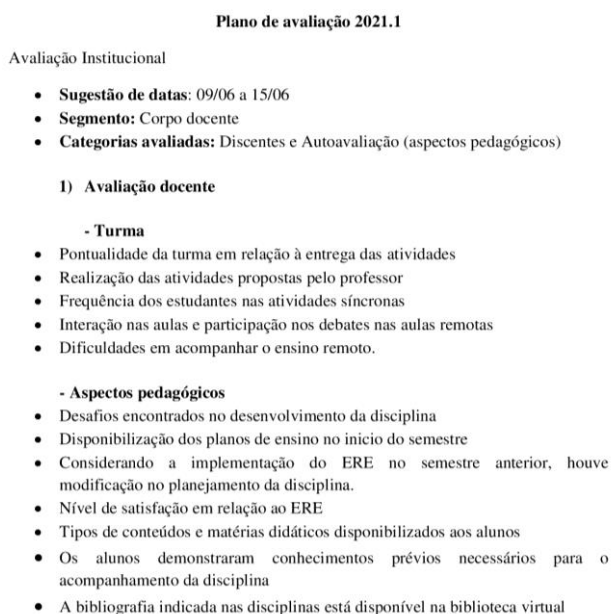 Plano de avaliação 2021.1
Avaliação Institucional
• Sugestão de datas: 09/06 a 15/06
• Segmento: Corpo docente
• Categorias avaliadas: Discentes e Autoavaliação (aspectos pedagógicos)
1) Avaliação docente
- Turma
• Pontualidade da turma em relação à entrega das atividades
• Realização das atividades propostas pelo professor
• Frequência dos estudantes nas atividades síncronas
• Interação nas aulas e participação nos debates nas aulas remotas
• Dificuldades em acompanhar o ensino remoto.
- Aspectos pedagógicos
• Desafios encontrados no desenvolvimento da disciplina
• Disponibilização dos planos de ensino no inicio do semestre
• Considerando a implementação do ERE no semestre anterior, houve
modificação no planejamento da disciplina.
• Nível de satisfação em relação ao ERE
• Tipos de conteúdos e matérias didáticos disponibilizados aos alunos
• Os alunos demonstraram conhecimentos prévios necessários para o
acompanhamento da disciplina
• A bibliografia indicada nas disciplinas está disponível na biblioteca virtual